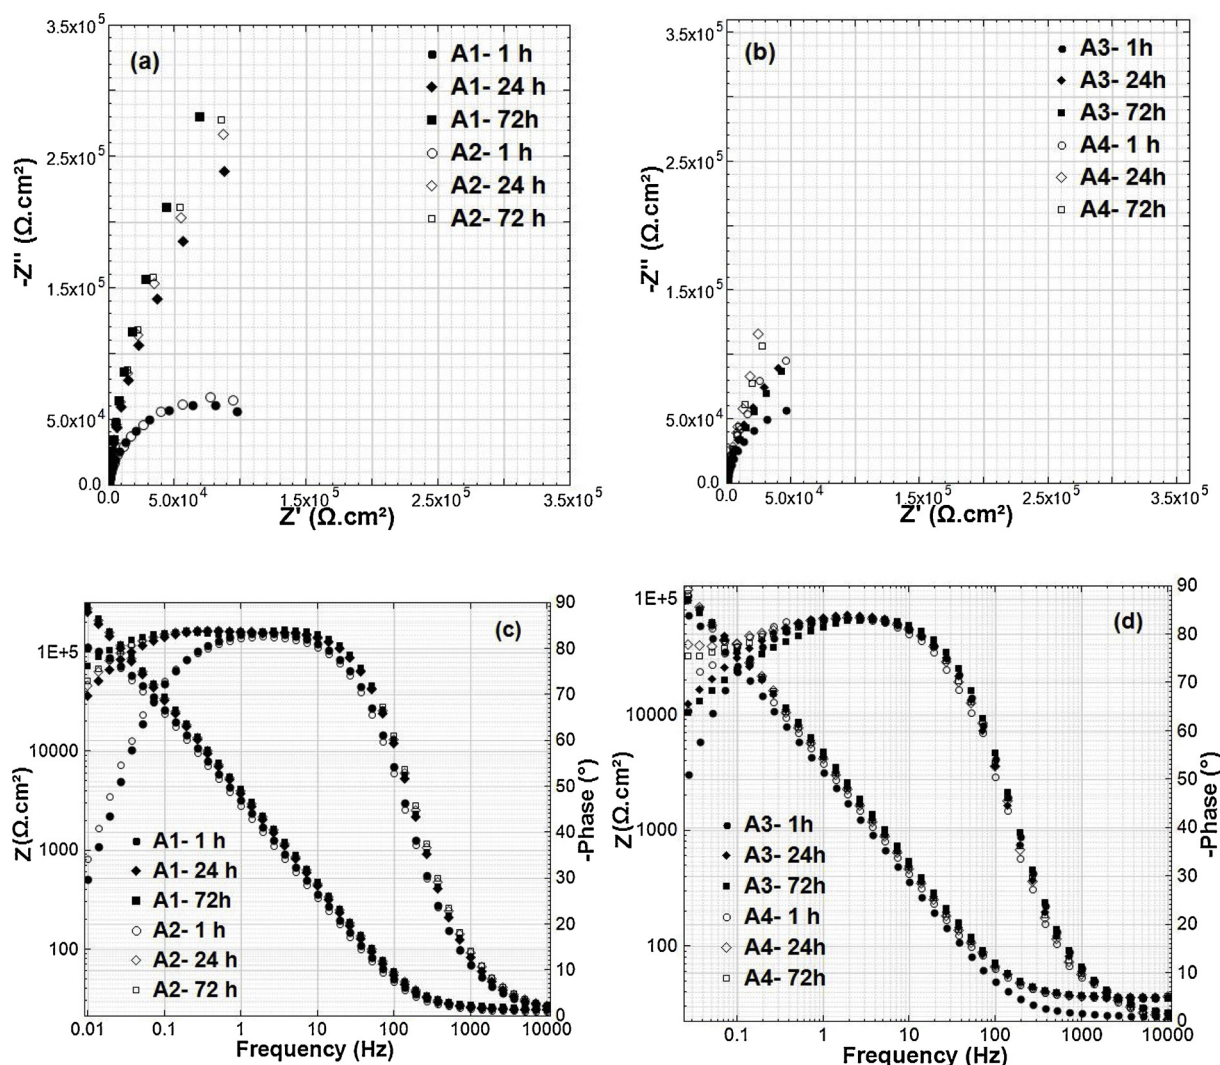 (a)
3.5x10⁵
2.5x10⁵
1.5x10⁵
5.0x10⁴
0.0
-Z'' (Ω.cm²)
A1- 1 h
A1- 24 h
A1- 72h
A2- 1 h
A2- 24 h
A2- 72 h
0.0 5.0x10⁴ 1.5x10⁵ 2.5x10⁵ 3.5x10⁵
Z' (Ω.cm²)
(b)
3.5x10⁵
2.5x10⁵
1.5x10⁵
5.0x10⁴
0.0
-Z'' (Ω.cm²)
A3- 1h
A3- 24h
A3- 72h
A4- 1 h
A4- 24h
A4- 72h
0.0 5.0x10⁴ 1.5x10⁵ 2.5x10⁵ 3.5x10⁵
Z' (Ω.cm²)
(c)
1E+5
10000
1000
100
Z(Ω.cm²)
A1- 1 h
A1- 24 h
A1- 72h
A2- 1 h
A2- 24 h
A2- 72 h
90
80
70
60
50
40
30
20
10
0
-Phase (°)
0.01 0.1 1 10 100 1000 10000
Frequency (Hz)
(d)
1E+5
10000
1000
100
Z(Ω.cm²)
A3- 1h
A3- 24h
A3- 72h
A4- 1 h
A4- 24h
A4- 72h
90
80
70
60
50
40
30
20
10
0
-Phase (°)
0.1 1 10 100 1000 10000
Frequency (Hz)